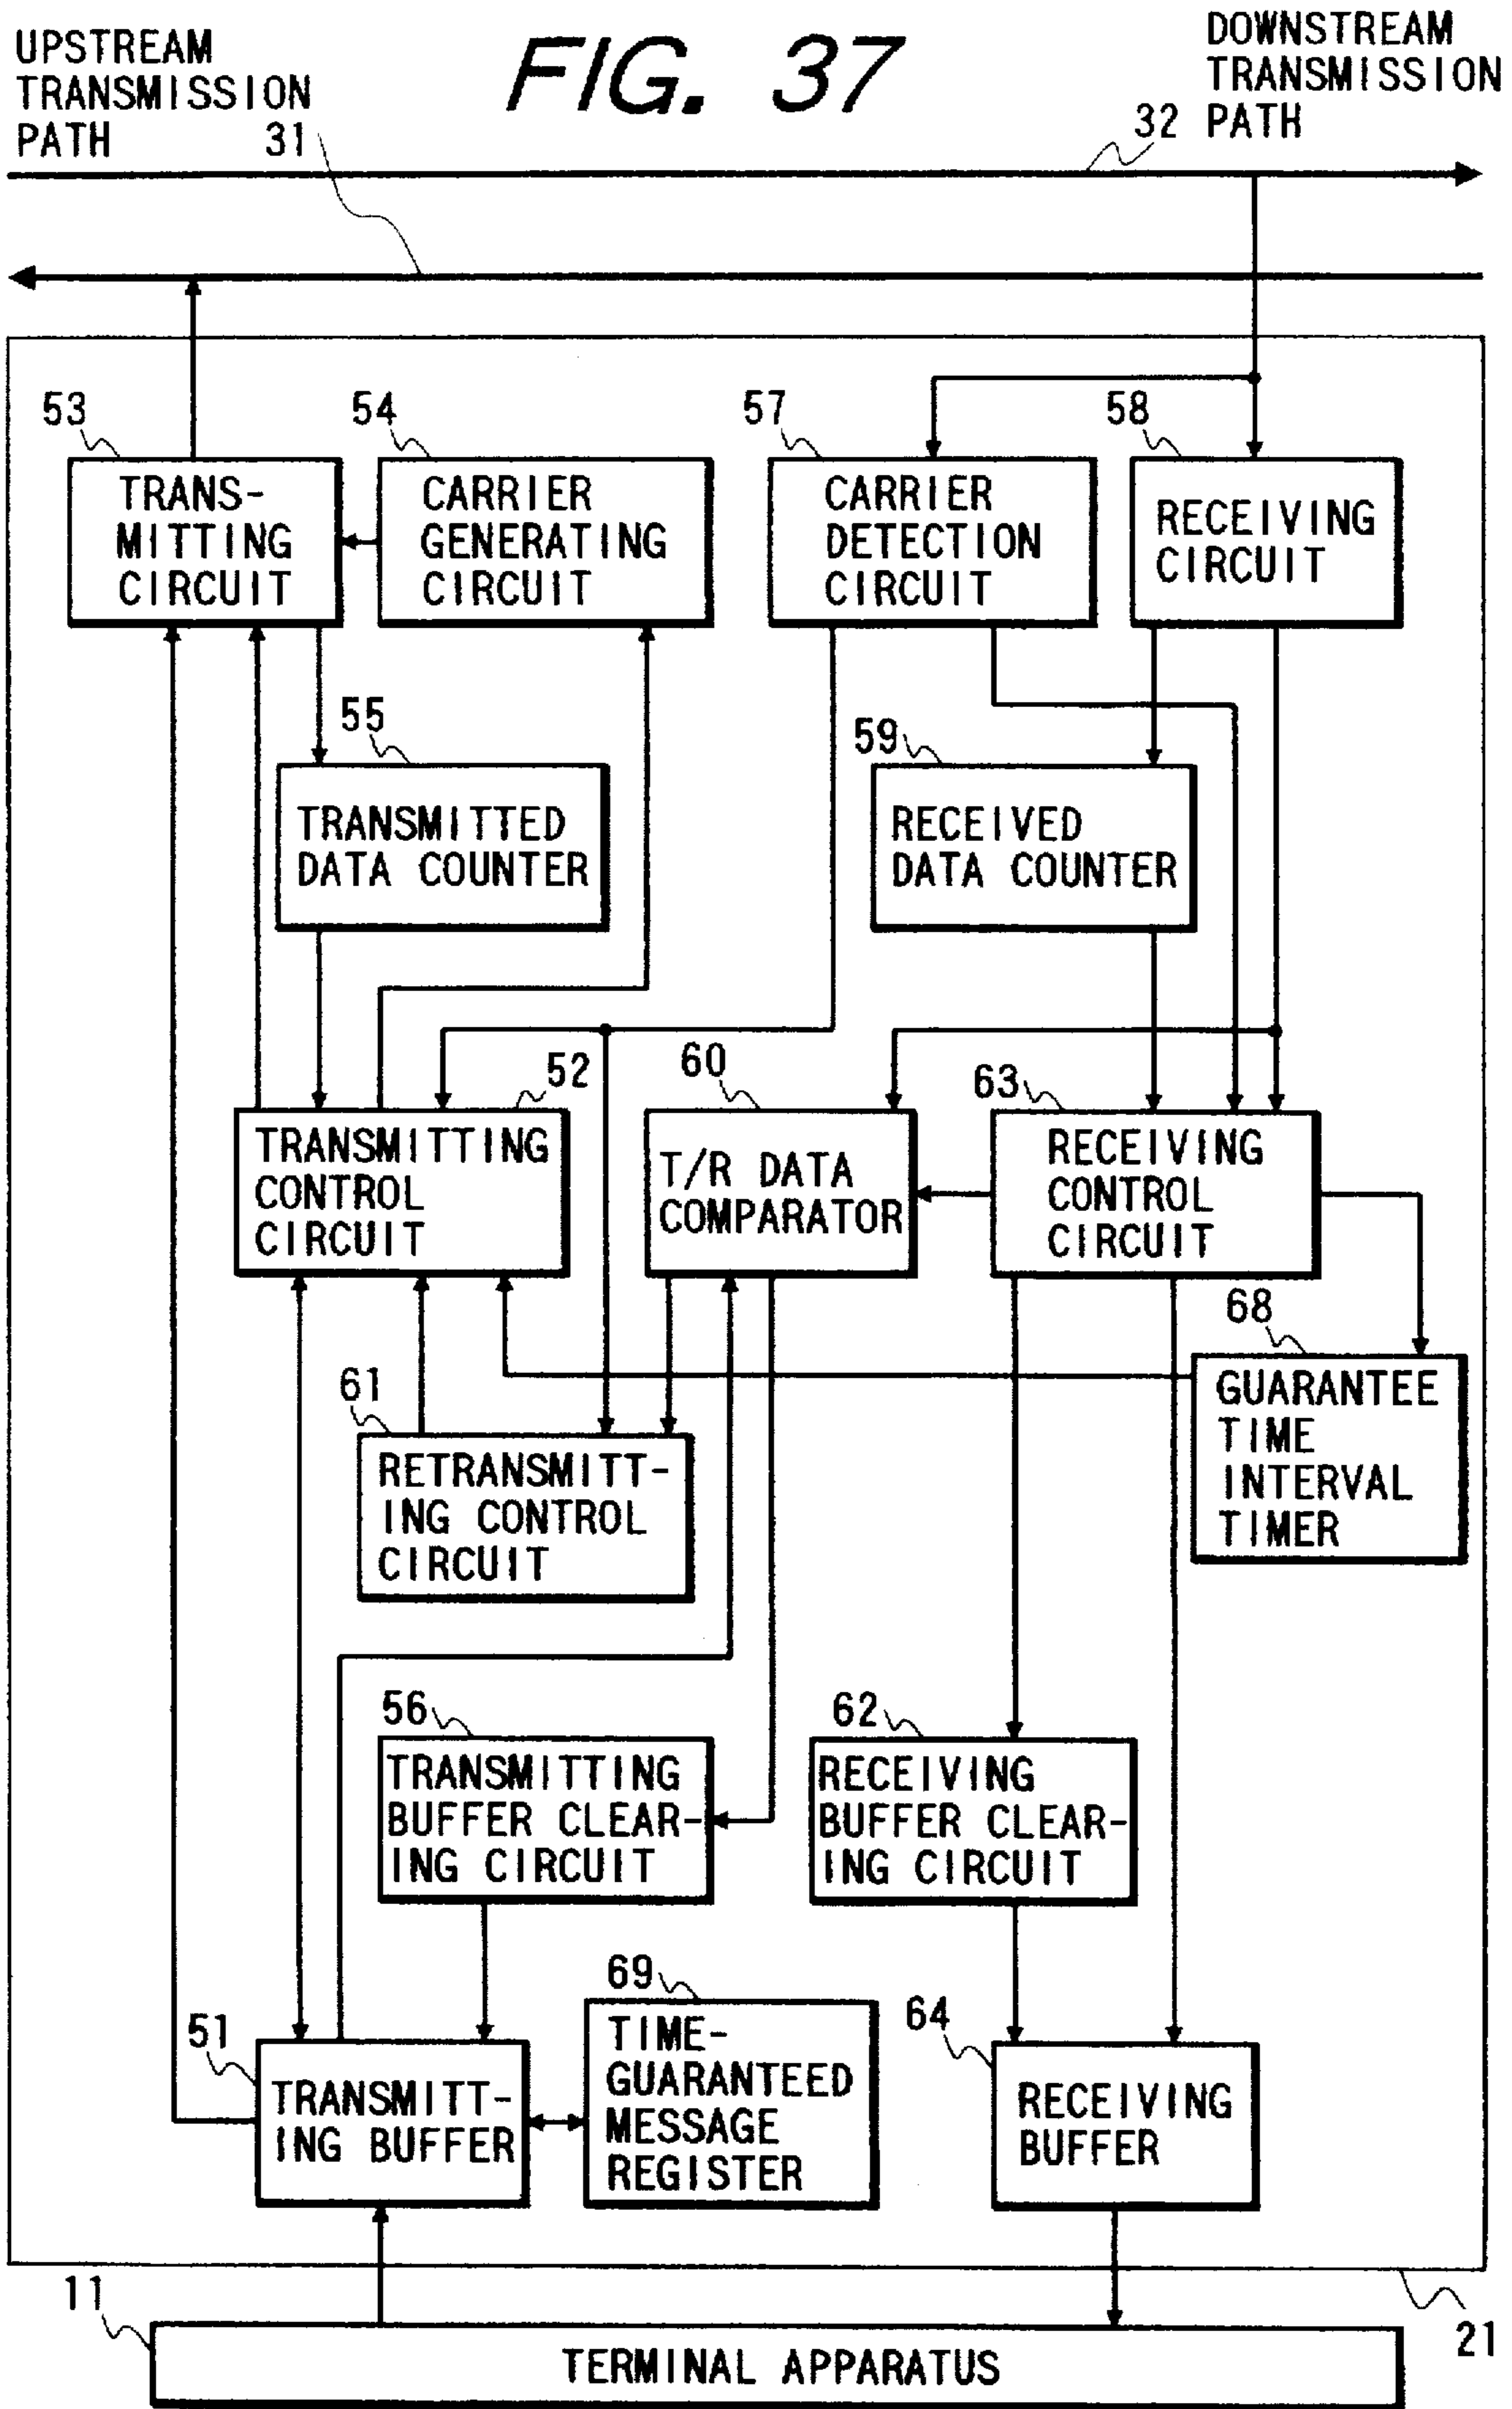 FIG. 37
UPSTREAM
TRANSMISSION
PATH
31
DOWNSTREAM
TRANSMISSION
PATH
32
53
TRANS-
MITTING
CIRCUIT
54
CARRIER
GENERATING
CIRCUIT
57
CARRIER
DETECTION
CIRCUIT
58
RECEIVING
CIRCUIT
55
TRANSMITTED
DATA COUNTER
59
RECEIVED
DATA COUNTER
52
TRANSMITTING
CONTROL
CIRCUIT
60
T/R DATA
COMPARATOR
63
RECEIVING
CONTROL
CIRCUIT
68
GUARANTEE
TIME
INTERVAL
TIMER
61
RETRANSMITT-
ING CONTROL
CIRCUIT
56
TRANSMITTING
BUFFER CLEAR-
ING CIRCUIT
62
RECEIVING
BUFFER CLEAR-
ING CIRCUIT
51
TRANSMITT-
ING BUFFER
69
TIME-
GUARANTEED
MESSAGE
REGISTER
64
RECEIVING
BUFFER
11
TERMINAL APPARATUS
21